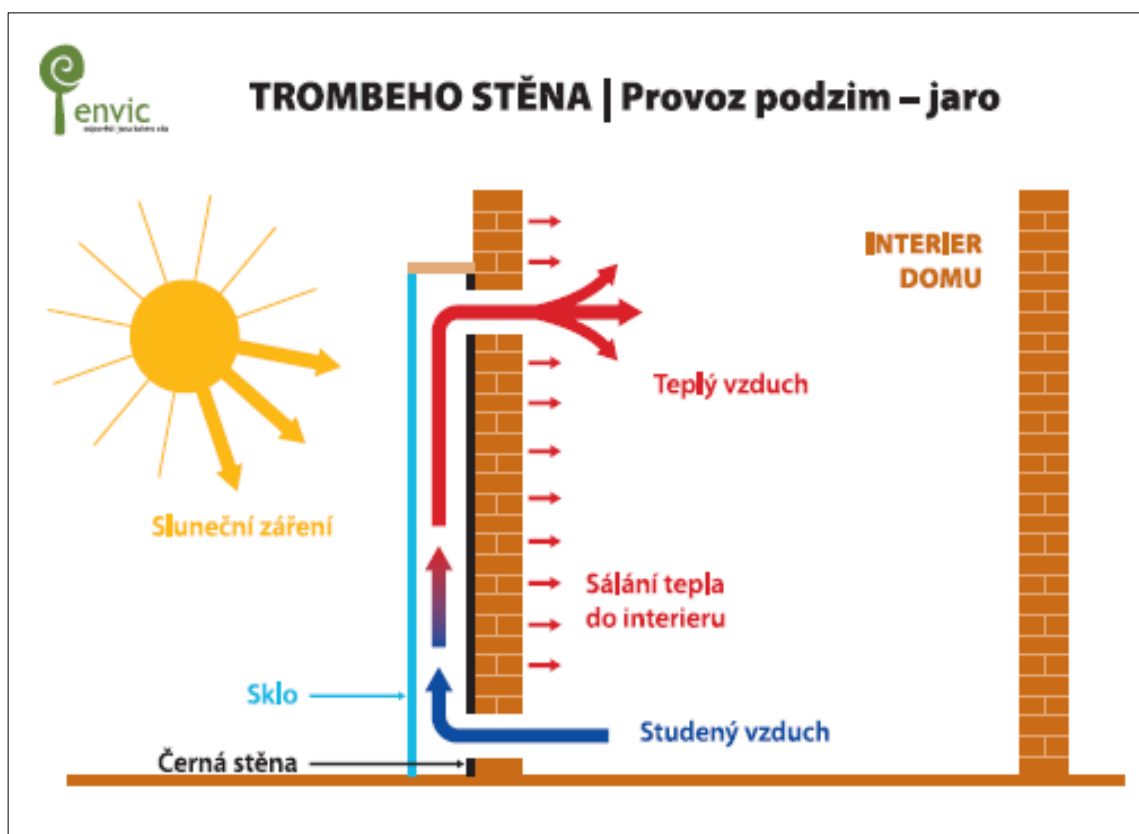 envic
TROMBEHO STĚNA | Provoz podzim – jaro
INTERIER
DOMU
Teplý vzduch
Sluneční záření
Sálání tepla
do interieru
Sklo
Studený vzduch
Černá stěna